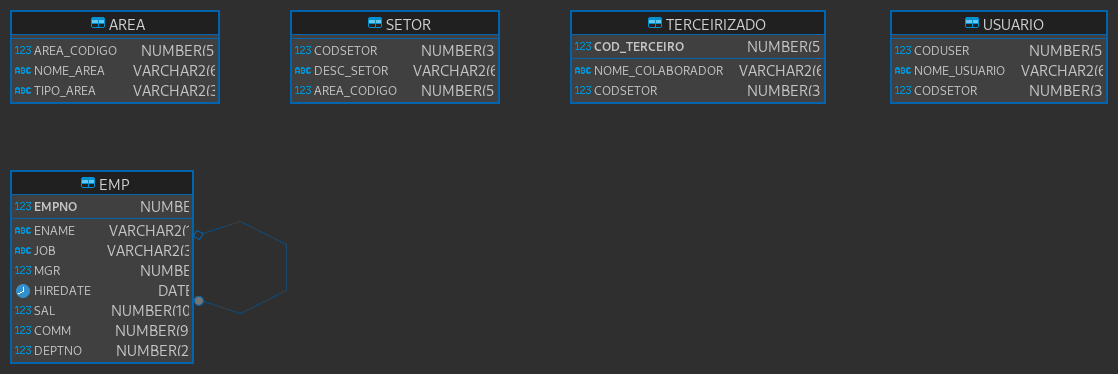 AREA
123 AREA_CODIGO NUMBER(5
ABC NOME_AREA VARCHAR2(6
ABC TIPO_AREA VARCHAR2(3
SETOR
123 CODSETOR NUMBER(3
ABC DESC_SETOR VARCHAR2(6
123 AREA_CODIGO NUMBER(5
TERCEIRIZADO
123 COD_TERCEIRO NUMBER(5
ABC NOME_COLABORADOR VARCHAR2(6
123 CODSETOR NUMBER(3
USUARIO
123 CODUSER NUMBER(5
ABC NOME_USUARIO VARCHAR2(6
123 CODSETOR NUMBER(3
EMP
123 EMPNO NUMBE
ABC ENAME VARCHAR2(1
ABC JOB VARCHAR2(3
123 MGR NUMBE
HIREDATE DATE
123 SAL NUMBER(10
123 COMM NUMBER(9
123 DEPTNO NUMBER(2